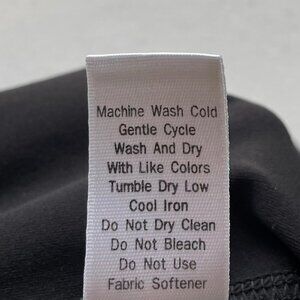 Machine Wash Cold
Gentle Cycle
Wash And Dry
With Like Colors
Tumble Dry Low
Cool Iron
Do Not Dry Clean
Do Not Bleach
Do Not Use
Fabric Softener